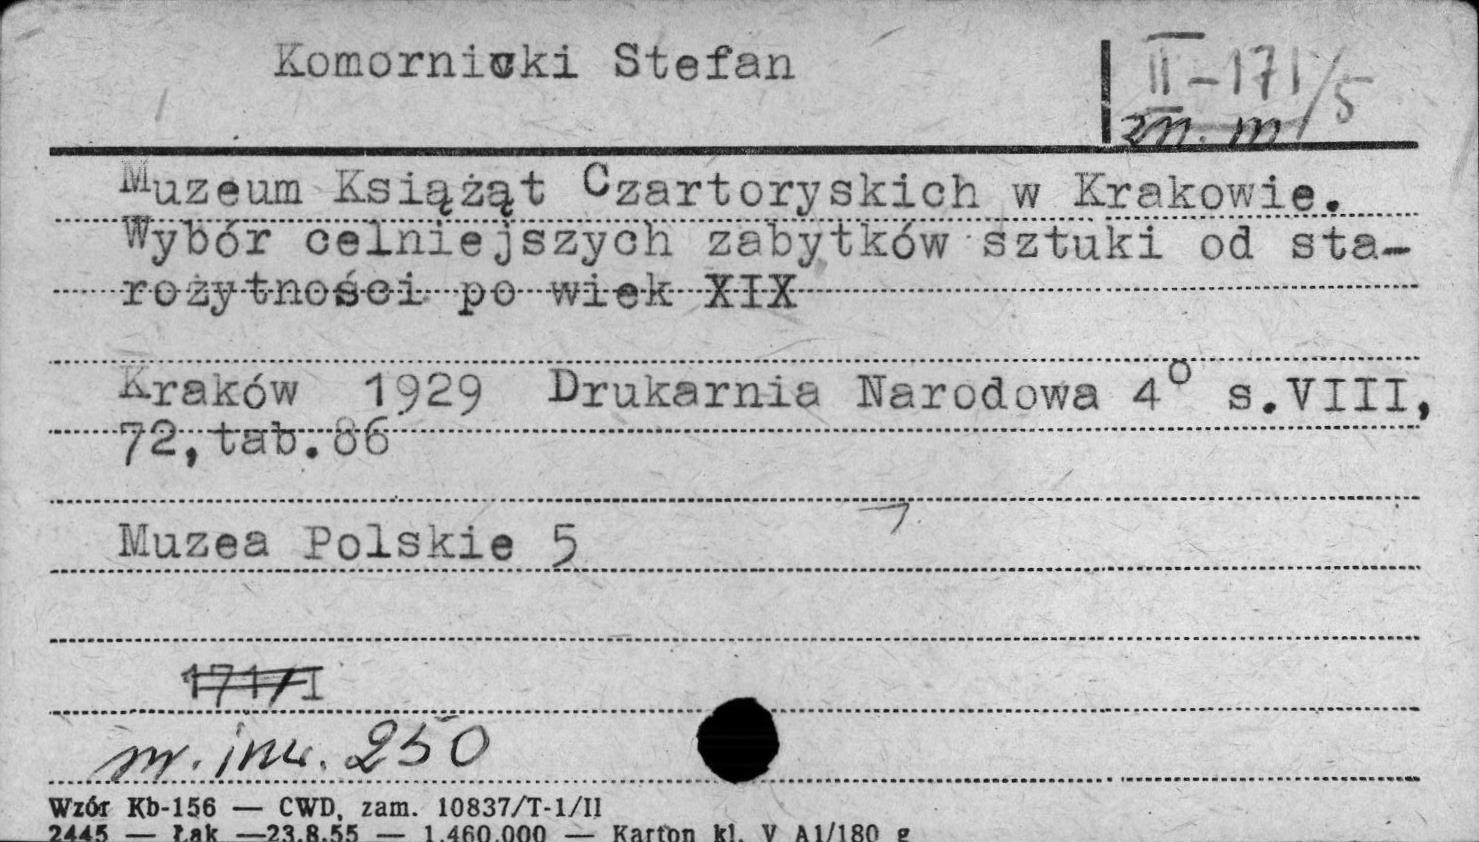 Komornicki Stefan
II-171/5
zn. m
Muzeum Książąt Czartoryskich w Krakowie.
Wybór celniejszych zabytków sztuki od sta-
rożytności po wiek XIX
Kraków 1929 Drukarnia Narodowa 4° s.VIII,
72,tab.86
Muzea Polskie 5
171/I
nr. inw. 250
Wzór Kb-156 — CWD, zam. 10837/T-1/II
2445 — Łak —23.8.55 — 1.460.000 — Karton kl. V A1/180 g